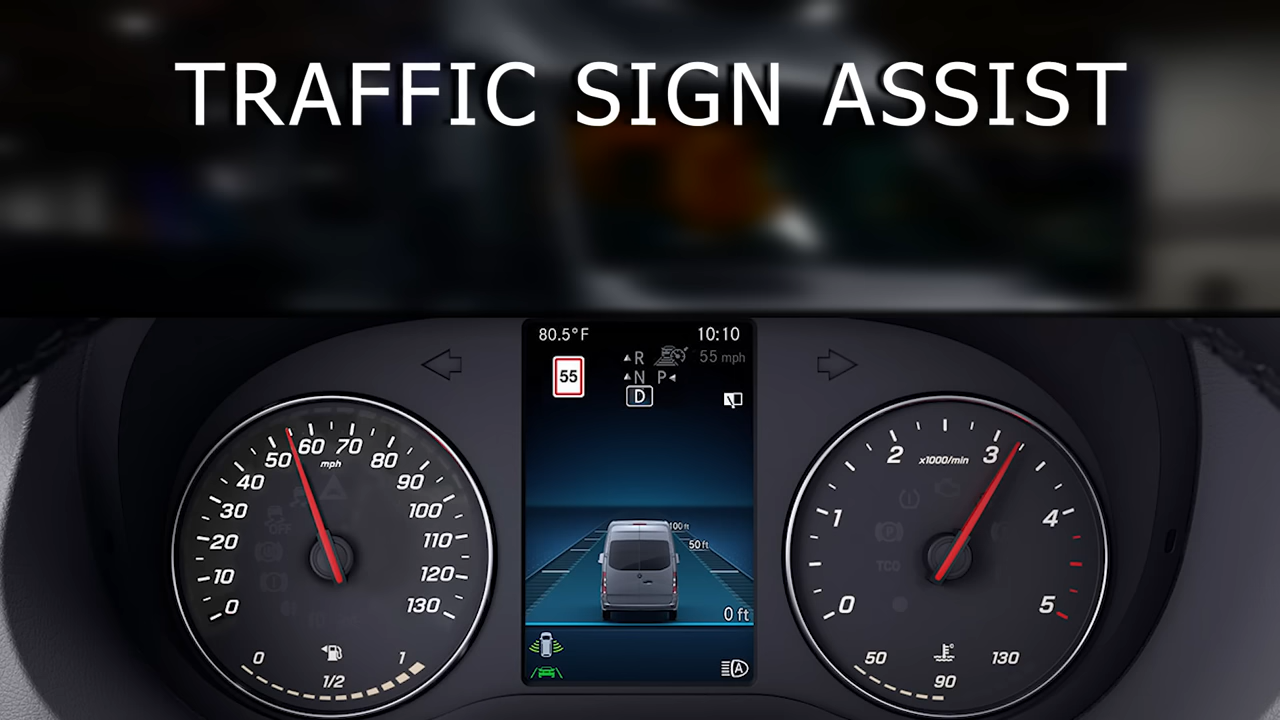 TRAFFIC SIGN ASSIST
80.5°F 10:10
55
R 55 mph
N P
D
100 ft
50 ft
0 ft
A
0 10 20 30 40 50 60 70 80 90 100 110 120 130
mph
0 1/2 1
0 1 2 3 4 5
x1000/min
50 90 130
C°
OFF
P
TCO